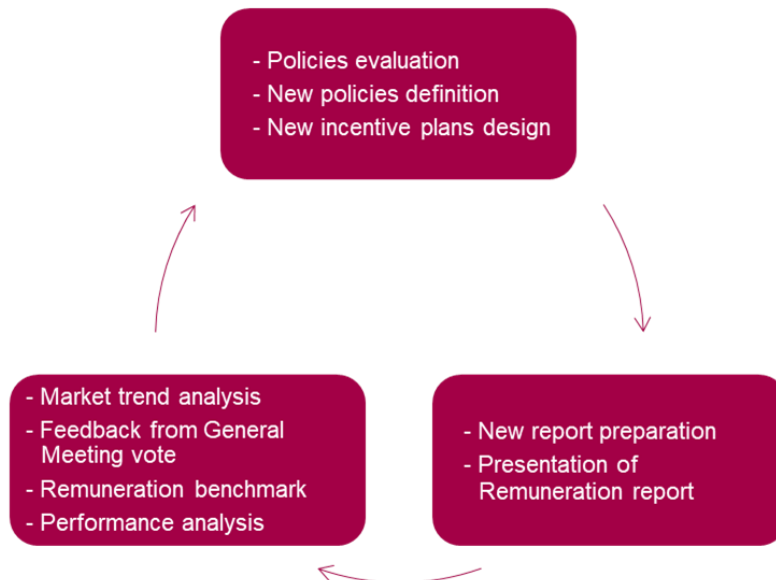 - Policies evaluation
- New policies definition
- New incentive plans design
- Market trend analysis
- Feedback from General
Meeting vote
- Remuneration benchmark
- Performance analysis
- New report preparation
- Presentation of
Remuneration report